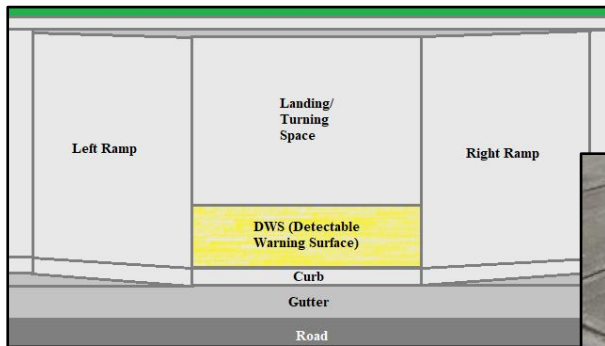 Landing/
Turning
Space
Left Ramp
Right Ramp
DWS (Detectable
Warning Surface)
Curb
Gutter
Road